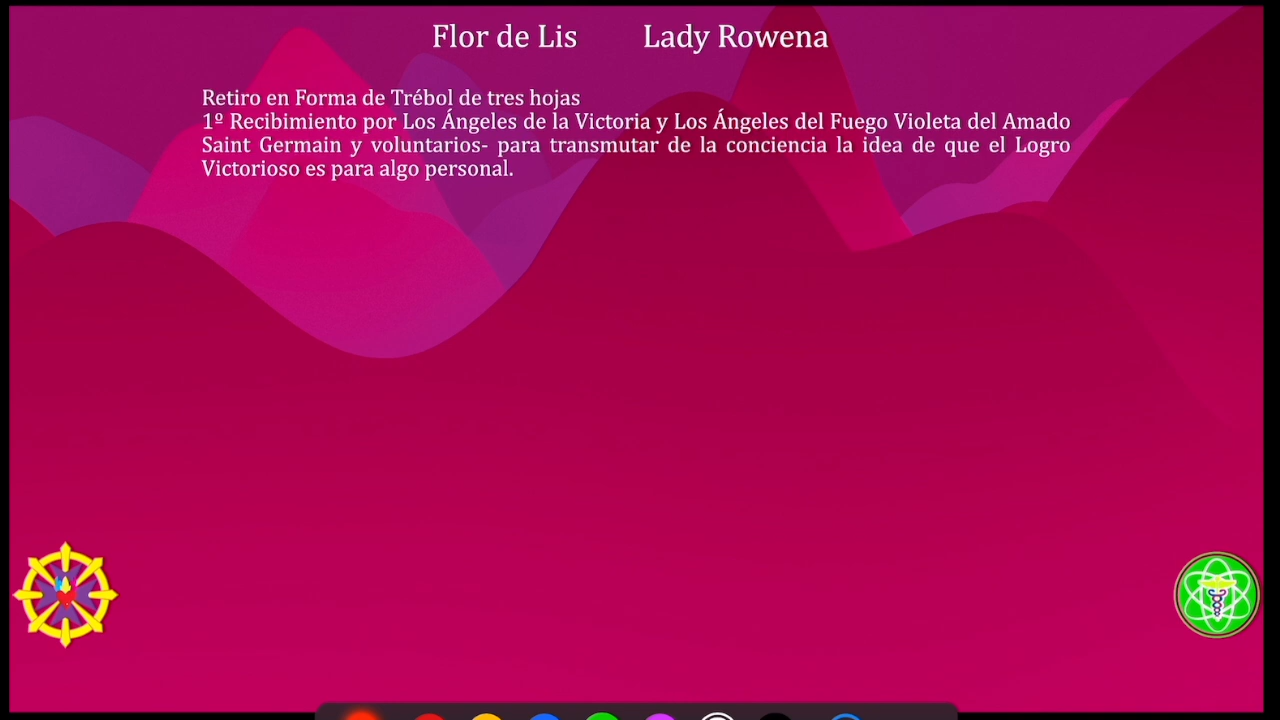 Flor de Lis Lady Rowena
Retiro en Forma de Trébol de tres hojas
1º Recibimiento por Los Ángeles de la Victoria y Los Ángeles del Fuego Violeta del Amado
Saint Germain y voluntarios- para transmutar de la conciencia la idea de que el Logro
Victorioso es para algo personal.